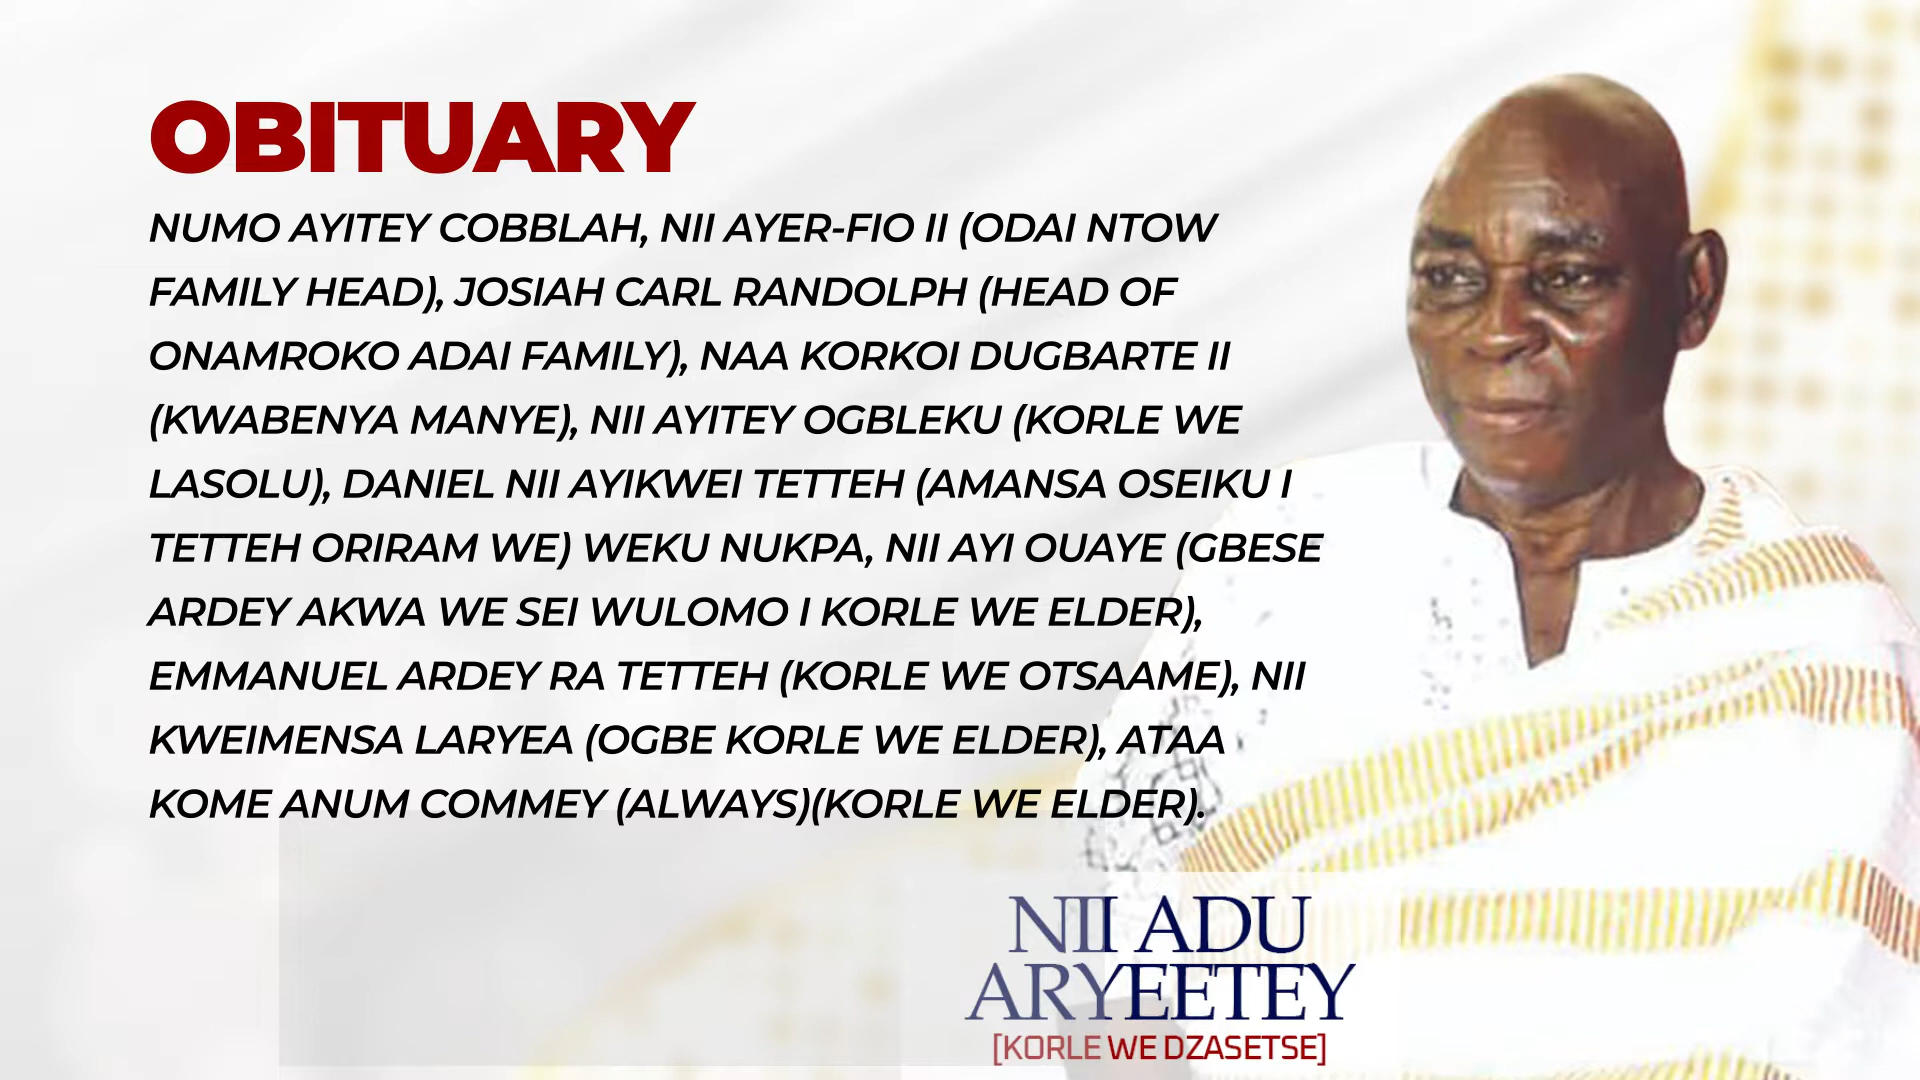 OBITUARY
NUMO AYITEY COBBLAH, NII AYER-FIO II (ODAI NTOW
FAMILY HEAD), JOSIAH CARL RANDOLPH (HEAD OF
ONAMROKO ADAI FAMILY), NAA KORKOI DUGBARTE II
(KWABENYA MANYE), NII AYITEY OGBLEKU (KORLE WE
LASOLU), DANIEL NII AYIKWEI TETTEH (AMANSA OSEIKU I
TETTEH ORIRAM WE) WEKU NUKPA, NII AYI OUAYE (GBESE
ARDEY AKWA WE SEI WULOMO I KORLE WE ELDER),
EMMANUEL ARDEY RA TETTEH (KORLE WE OTSAAME), NII
KWEIMENSA LARYEA (OGBE KORLE WE ELDER), ATAA
KOME ANUM COMMEY (ALWAYS)(KORLE WE ELDER).
NII ADU
ARYEETEY
[KORLE WE DZASETSE]